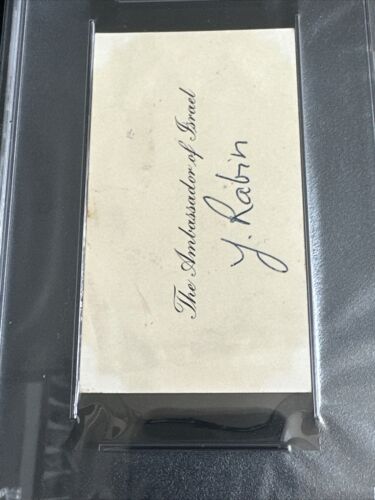 The Ambassador of Israel
Y. Rabin